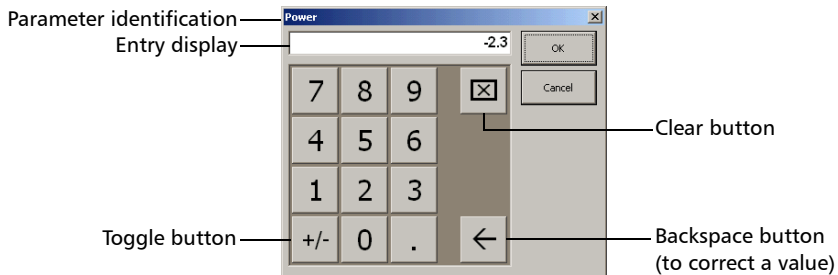 Parameter identification
Power
Entry display
-2.3
OK
7 8 9
Cancel
Clear button
4 5 6
1 2 3
Toggle button
+/- 0 .
Backspace button
(to correct a value)